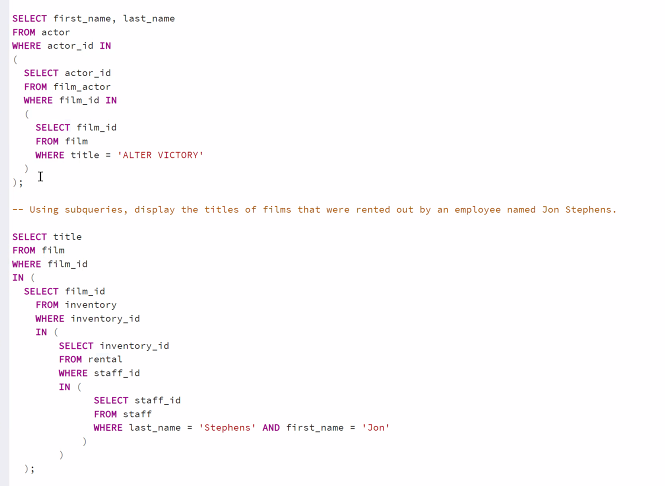 SELECT first_name, last_name
FROM actor
WHERE actor_id IN
(
SELECT actor_id
FROM film_actor
WHERE film_id IN
(
SELECT film_id
FROM film
WHERE title = 'ALTER VICTORY'
)
);
-- Using subqueries, display the titles of films that were rented out by an employee named Jon Stephens.
SELECT title
FROM film
WHERE film_id
IN (
SELECT film_id
FROM inventory
WHERE inventory_id
IN (
SELECT inventory_id
FROM rental
WHERE staff_id
IN (
SELECT staff_id
FROM staff
WHERE last_name = 'Stephens' AND first_name = 'Jon'
)
)
);